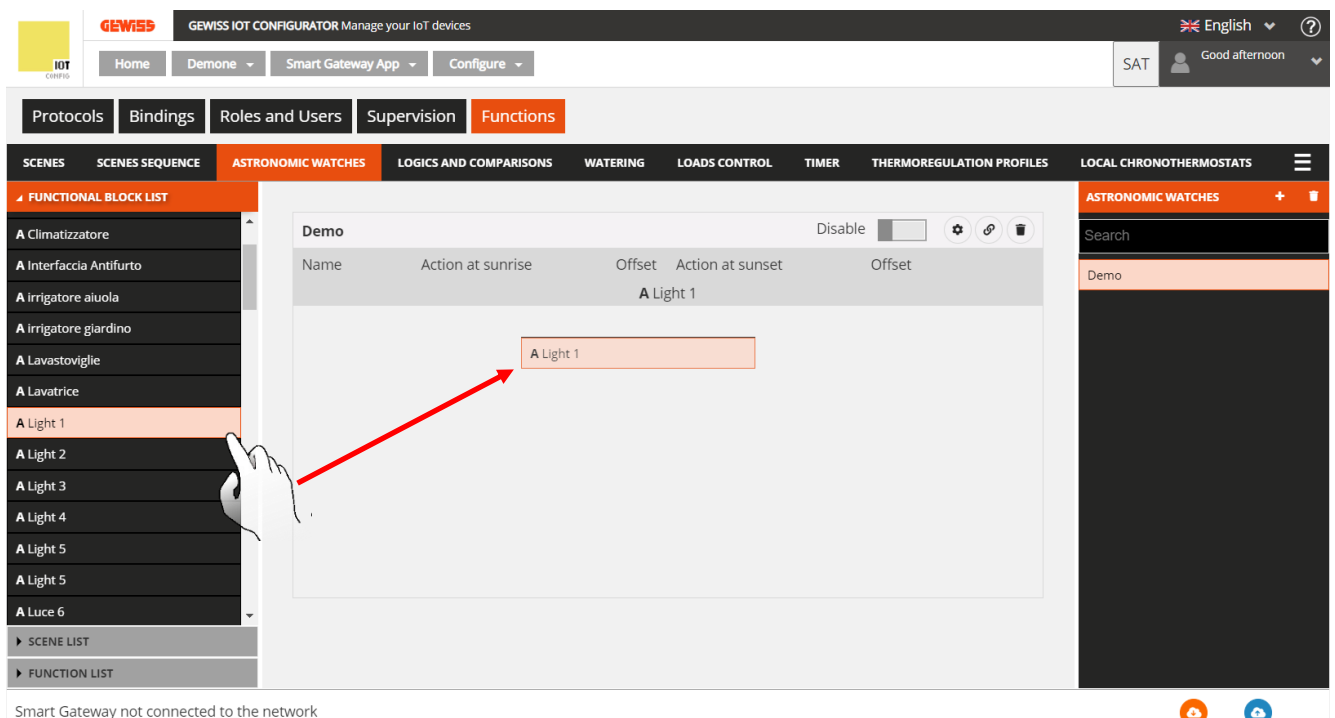 GEWISS GEWISS IOT CONFIGURATOR Manage your IoT devices English ?
IOT
CONFIG
Home Demone Smart Gateway App Configure SAT Good afternoon
Protocols Bindings Roles and Users Supervision Functions
SCENES SCENES SEQUENCE ASTRONOMIC WATCHES LOGICS AND COMPARISONS WATERING LOADS CONTROL TIMER THERMOREGULATION PROFILES LOCAL CHRONOTHERMOSTATS
FUNCTIONAL BLOCK LIST
A Climatizzatore
A Interfaccia Antifurto
A irrigatore aiuola
A irrigatore giardino
A Lavastoviglie
A Lavatrice
A Light 1
A Light 2
A Light 3
A Light 4
A Light 5
A Light 5
A Luce 6
SCENE LIST
FUNCTION LIST
Demo Disable
Name Action at sunrise Offset Action at sunset Offset
A Light 1
A Light 1
ASTRONOMIC WATCHES +
Search
Demo
Smart Gateway not connected to the network